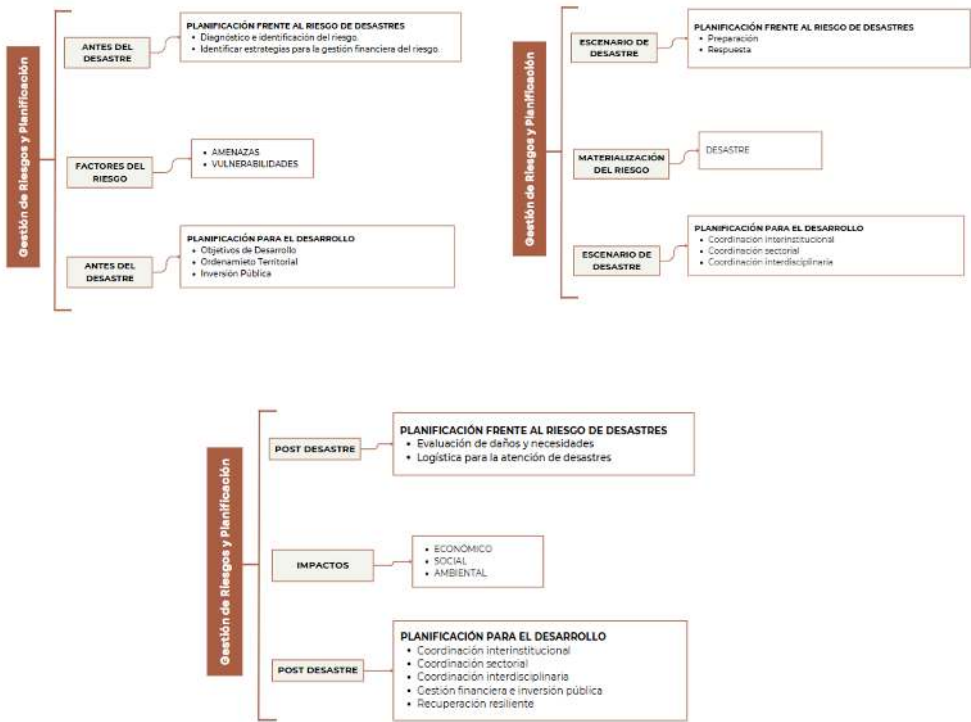 Gestión de Riesgos y Planificación
ANTES DEL
DESASTRE
PLANIFICACIÓN FRENTE AL RIESGO DE DESASTRES
• Diagnóstico e identificación del riesgo.
• Identificar estrategias para la gestión financiera del riesgo.
FACTORES DEL
RIESGO
• AMENAZAS
• VULNERABILIDADES
ANTES DEL
DESASTRE
PLANIFICACIÓN PARA EL DESARROLLO
• Objetivos de Desarrollo
• Ordenamieto Territorial
• Inversión Pública
Gestión de Riesgos y Planificación
ESCENARIO DE
DESASTRE
PLANIFICACIÓN FRENTE AL RIESGO DE DESASTRES
• Preparación
• Respuesta
MATERIALIZACIÓN
DEL RIESGO
DESASTRE
ESCENARIO DE
DESASTRE
PLANIFICACIÓN PARA EL DESARROLLO
• Coordinación interinstitucional
• Coordinación sectorial
• Coordinación interdisciplinaria
Gestión de Riesgos y Planificación
POST DESASTRE
PLANIFICACIÓN FRENTE AL RIESGO DE DESASTRES
• Evaluación de daños y necesidades
• Logística para la atención de desastres
IMPACTOS
• ECONÓMICO
• SOCIAL
• AMBIENTAL
POST DESASTRE
PLANIFICACIÓN PARA EL DESARROLLO
• Coordinación interinstitucional
• Coordinación sectorial
• Coordinación interdisciplinaria
• Gestión financiera e inversión pública
• Recuperación resiliente